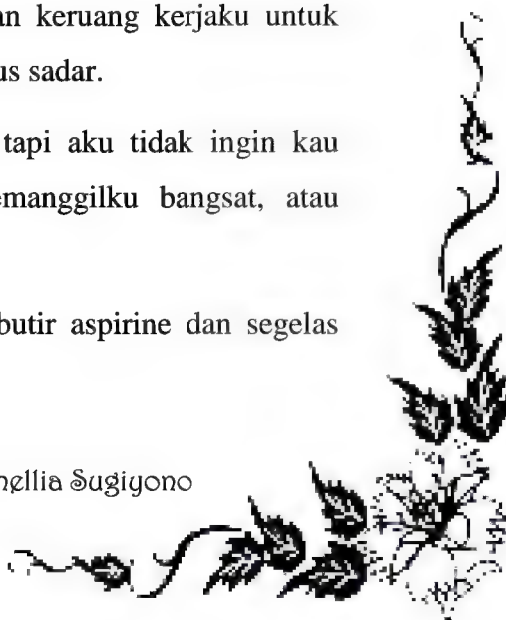 an keruang kerjaku untuk
us sadar.
tapi aku tidak ingin kau
emanggilku bangsat, atau
butir aspirine dan segelas
nellia Sugiyono